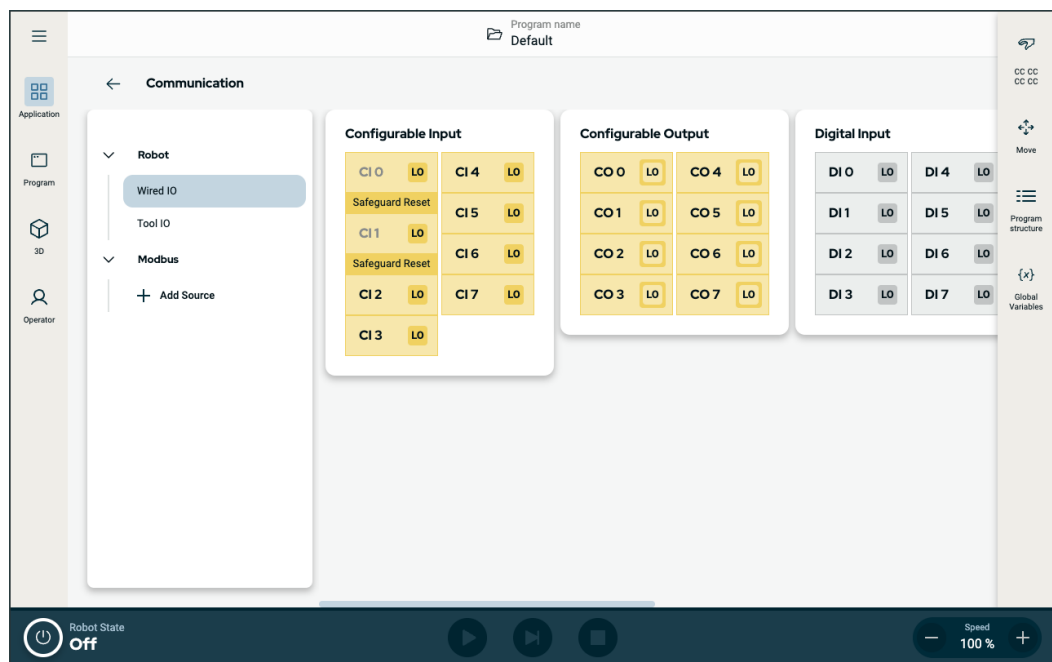 Program name
Default
Application
Program
3D
Operator
Communication
Robot
Wired IO
Tool IO
Modbus
Add Source
Configurable Input
CI 0 LO CI 4 LO
Safeguard Reset
CI 5 LO
CI 1 LO
Safeguard Reset
CI 6 LO
CI 2 LO CI 7 LO
CI 3 LO
Configurable Output
CO 0 LO CO 4 LO
CO 1 LO CO 5 LO
CO 2 LO CO 6 LO
CO 3 LO CO 7 LO
Digital Input
DI 0 LO DI 4 LO
DI 1 LO DI 5 LO
DI 2 LO DI 6 LO
DI 3 LO DI 7 LO
CC CC
CC CC
Move
Program
structure
{x}
Global
Variables
Robot State
Off
Speed
100 %